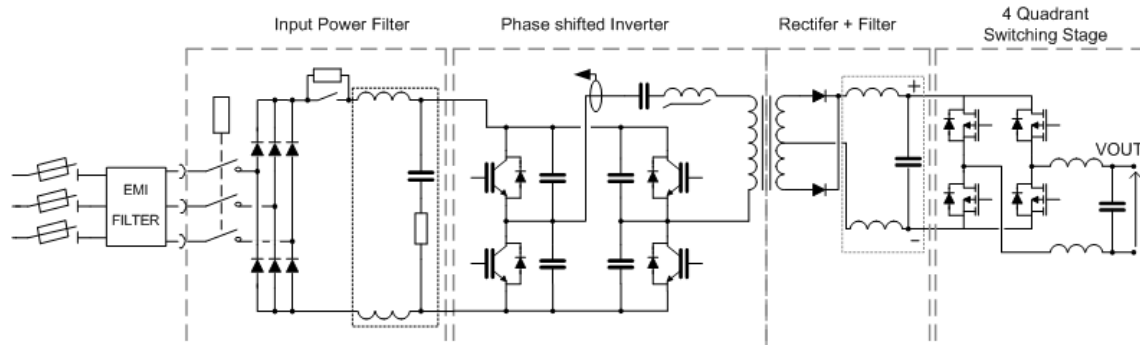 Input Power Filter
Phase shifted Inverter
Rectifer + Filter
4 Quadrant
Switching Stage
EMI
FILTER
+
−
VOUT